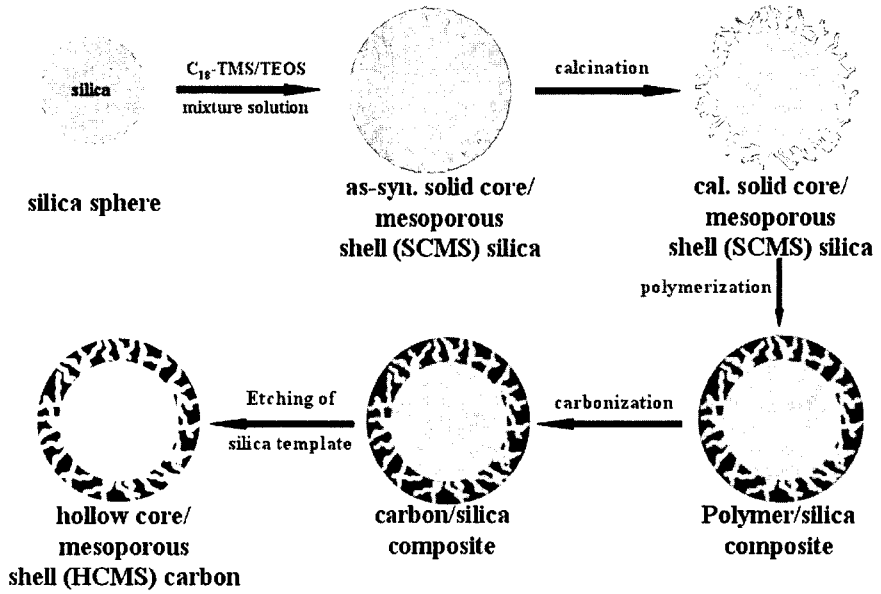 silica
C18-TMS/TEOS
mixture solution
calcination
silica sphere
as-syn. solid core/
mesoporous
shell (SCMS) silica
cal. solid core/
mesoporous
shell (SCMS) silica
polymerization
Etching of
silica template
carbonization
hollow core/
mesoporous
shell (HCMS) carbon
carbon/silica
composite
Polymer/silica
composite